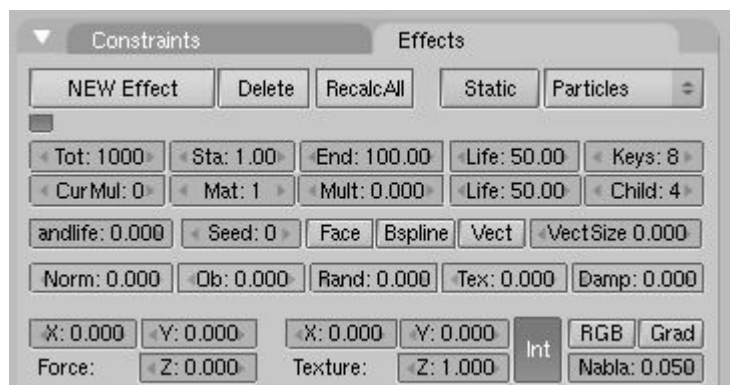 Constraints Effects
NEW Effect Delete RecalcAll Static Particles
Tot: 1000 Sta: 1.00 End: 100.00 Life: 50.00 Keys: 8
CurMul: 0 Mat: 1 Mult: 0.000 Life: 50.00 Child: 4
andlife: 0.000 Seed: 0 Face Bspline Vect VectSize 0.000
Norm: 0.000 Ob: 0.000 Rand: 0.000 Tex: 0.000 Damp: 0.000
X: 0.000 Y: 0.000 X: 0.000 Y: 0.000 Int RGB Grad
Force: Z: 0.000 Texture: Z: 1.000 Nabla: 0.050